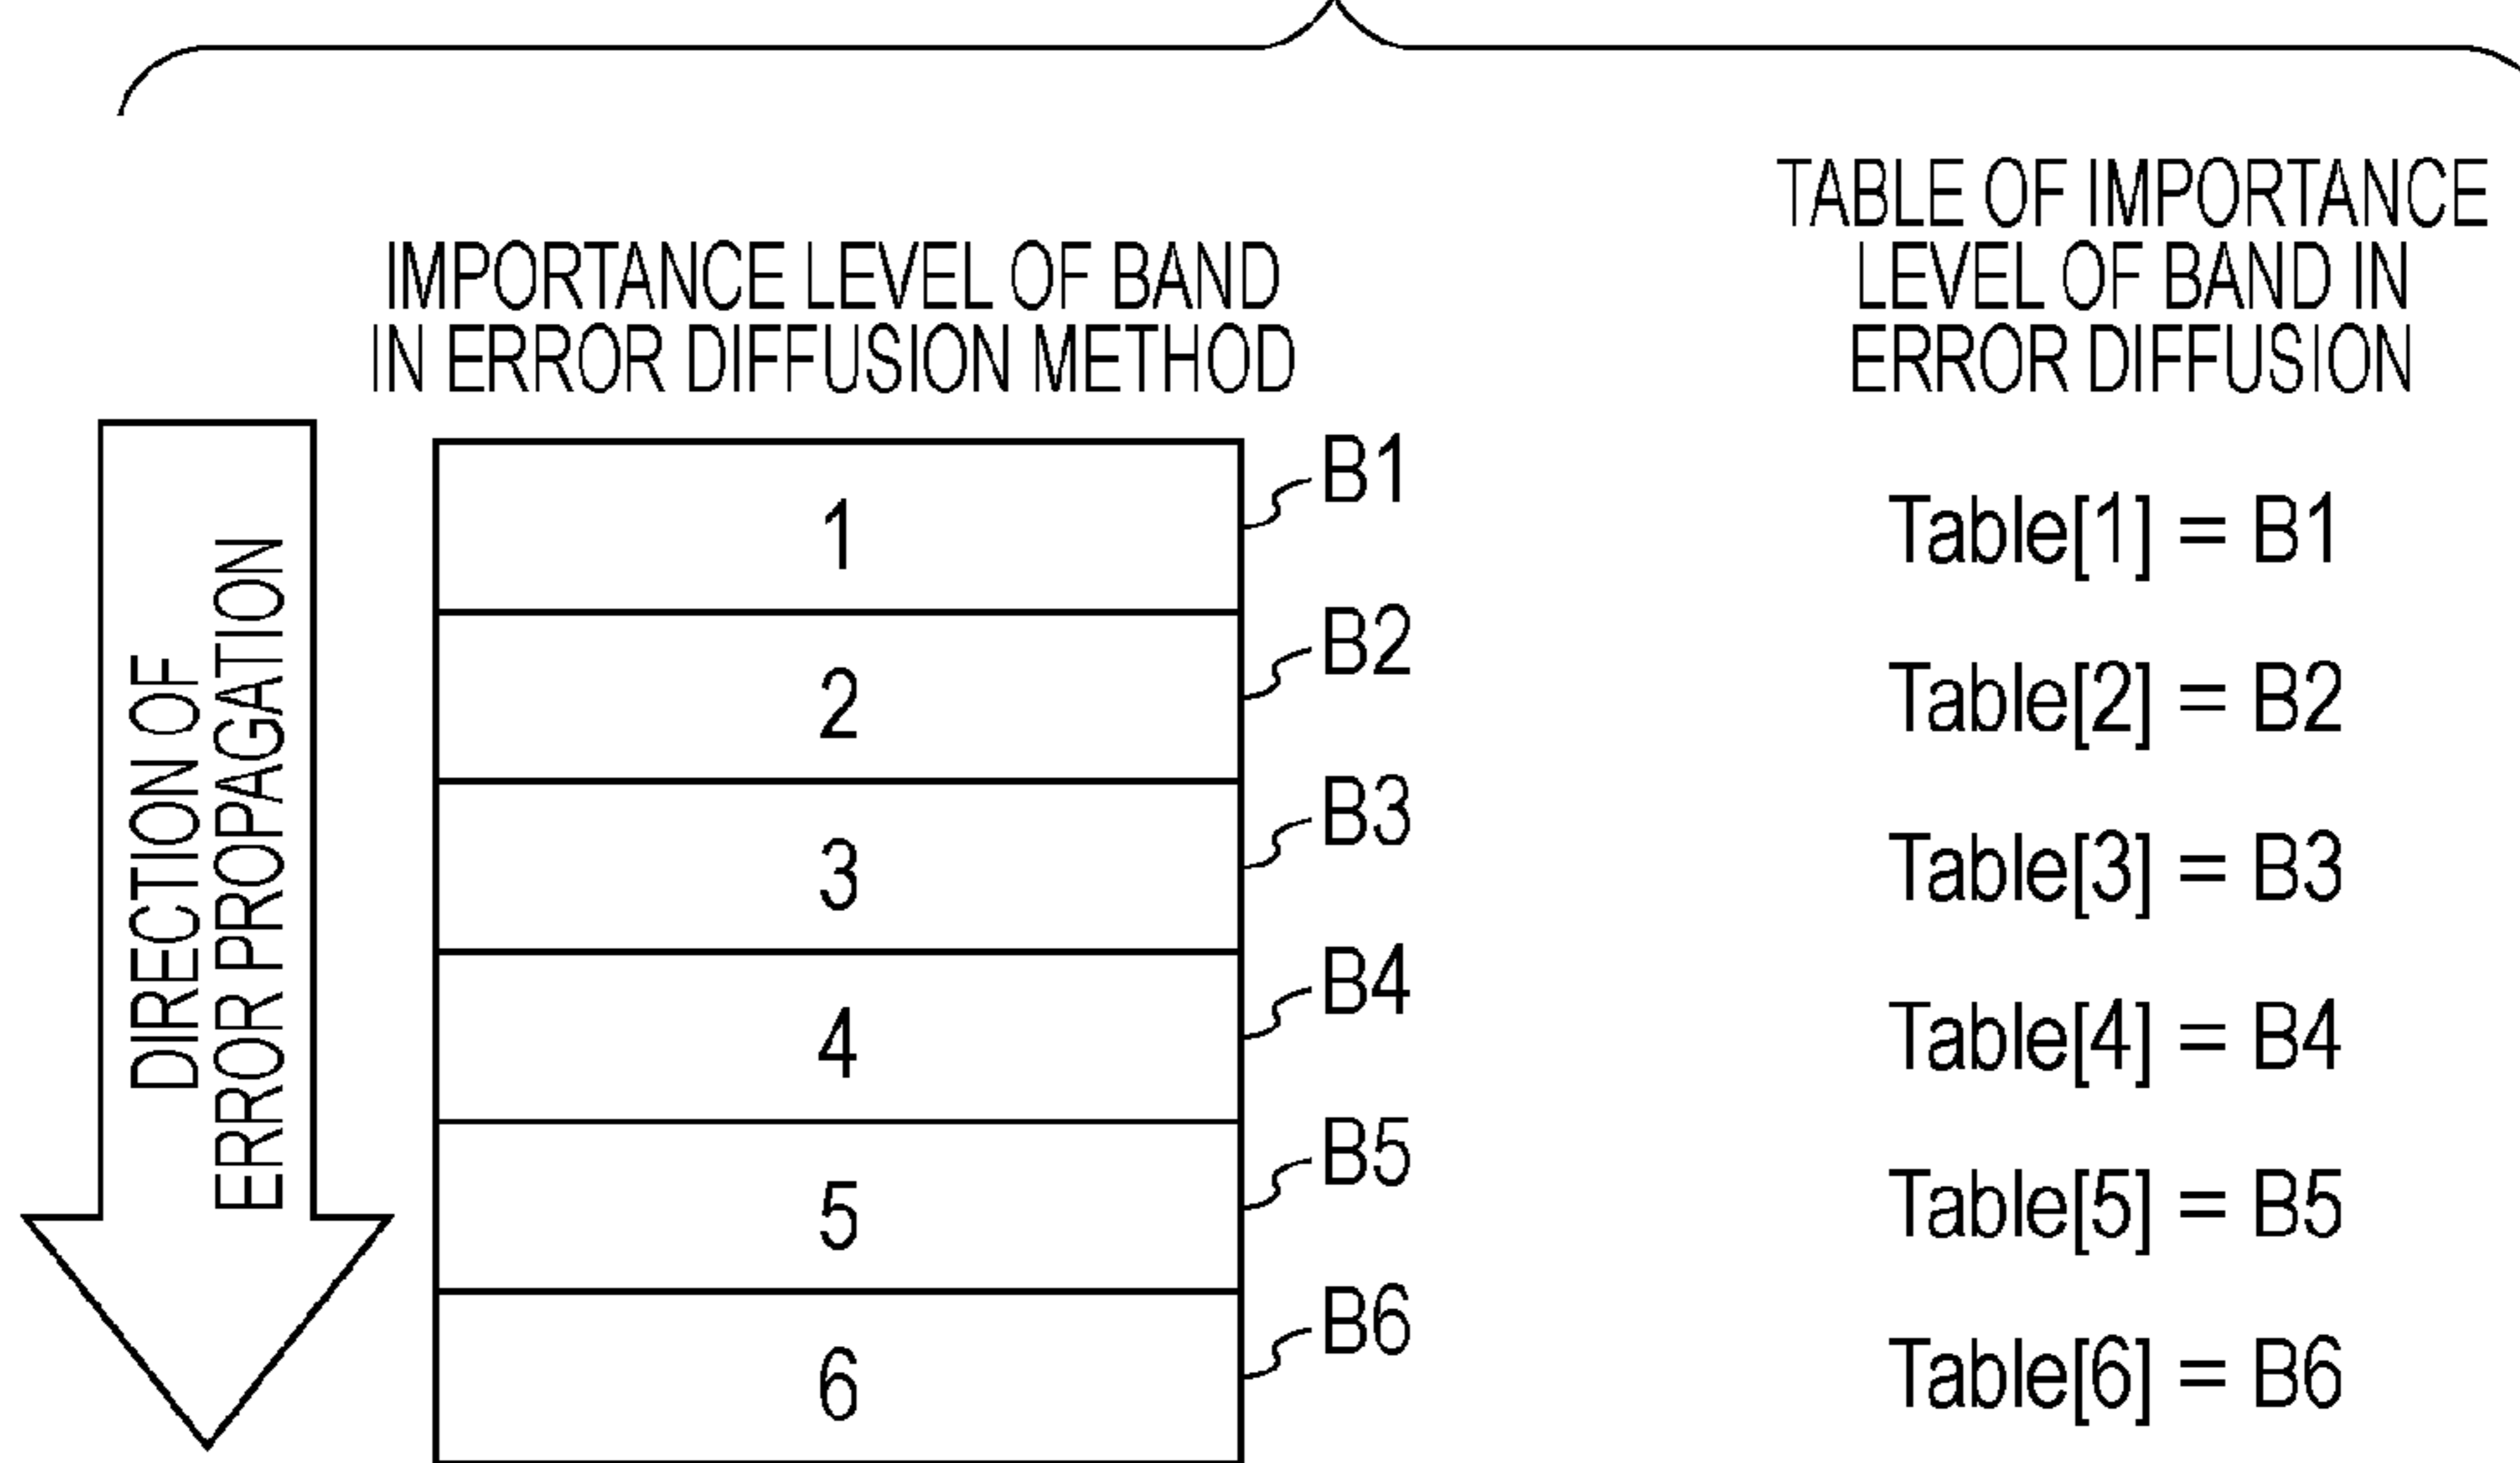 IMPORTANCE LEVEL OF BAND
IN ERROR DIFFUSION METHOD
TABLE OF IMPORTANCE
LEVEL OF BAND IN
ERROR DIFFUSION
DIRECTION OF
ERROR PROPAGATION
1
B1
2
B2
3
B3
4
B4
5
B5
6
B6
Table[1] = B1
Table[2] = B2
Table[3] = B3
Table[4] = B4
Table[5] = B5
Table[6] = B6